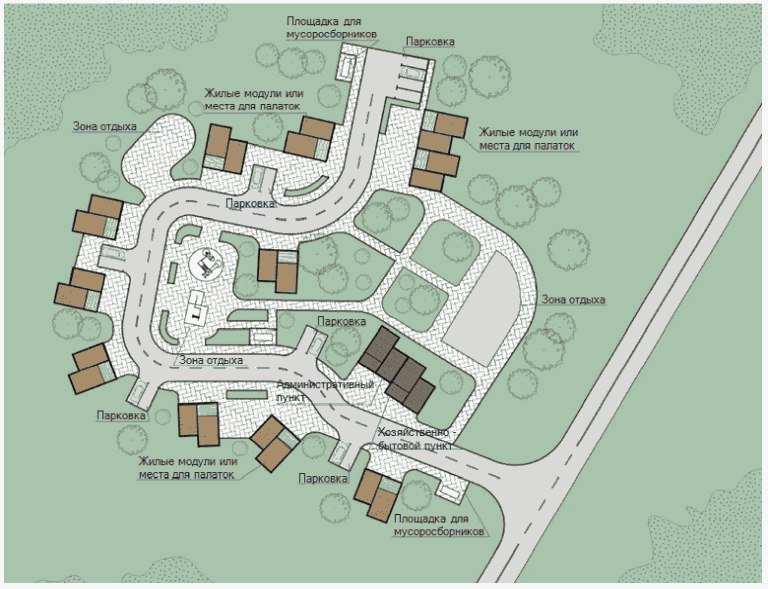 Площадка для
мусоросборников
Парковка
Жилые модули или
места для палаток
Зона отдыха
Жилые модули или
места для палаток
Парковка
Зона отдыха
Парковка
Зона отдыха
Административный
пункт
Парковка
Хозяйственно -
бытовой пункт
Жилые модули или
места для палаток
Парковка
Площадка для
мусоросборников